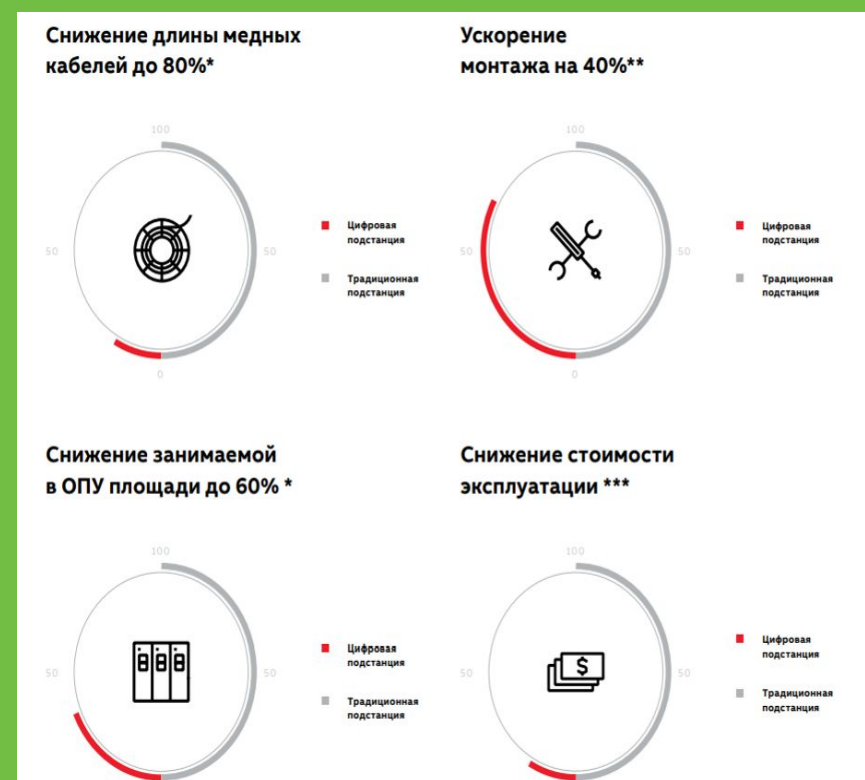 Снижение длины медных
кабелей до 80%*
100
50
50
0
Цифровая
подстанция
Традиционная
подстанция
Ускорение
монтажа на 40%**
100
50
50
0
Цифровая
подстанция
Традиционная
подстанция
Снижение занимаемой
в ОПУ площади до 60% *
100
50
50
Цифровая
подстанция
Традиционная
подстанция
Снижение стоимости
эксплуатации ***
100
50
50
$
Цифровая
подстанция
Традиционная
подстанция